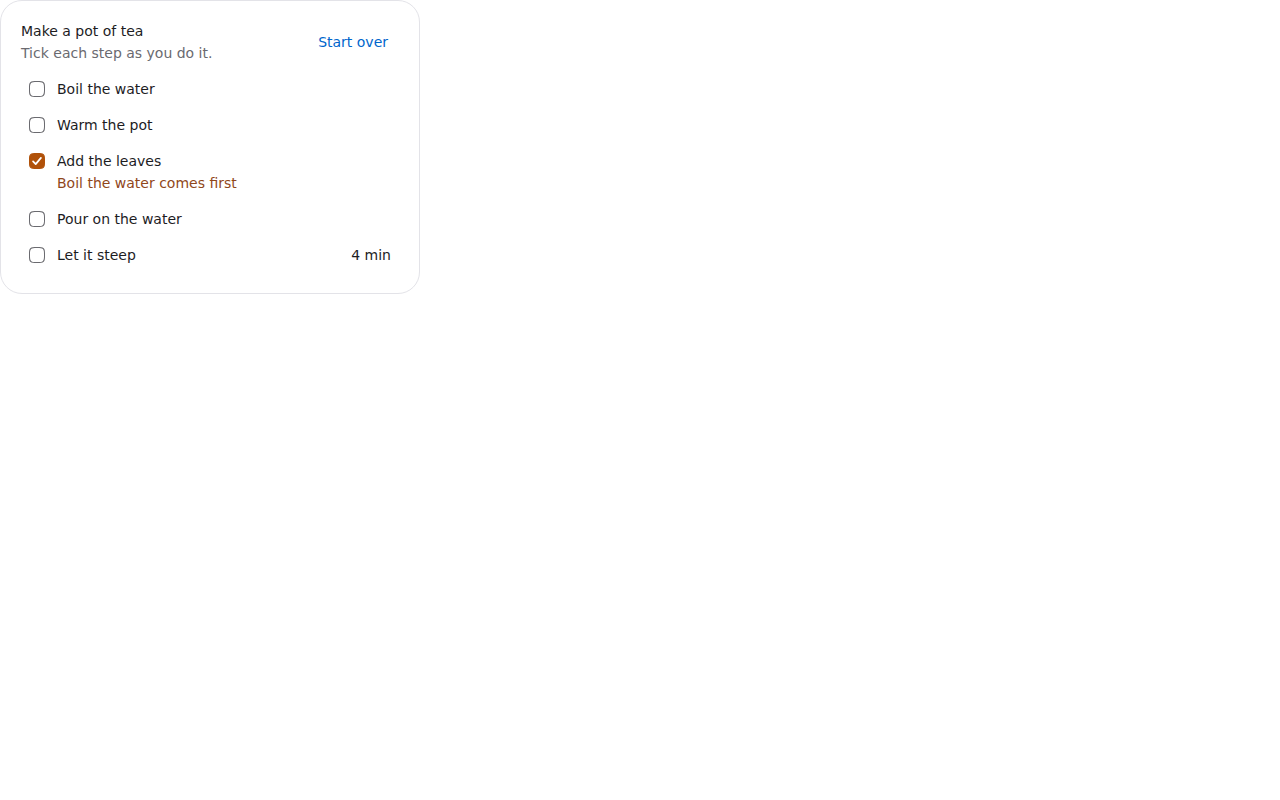 Make a pot of tea
Tick each step as you do it.
Start over
Boil the water
Warm the pot
Add the leaves
Boil the water comes first
Pour on the water
Let it steep 4 min